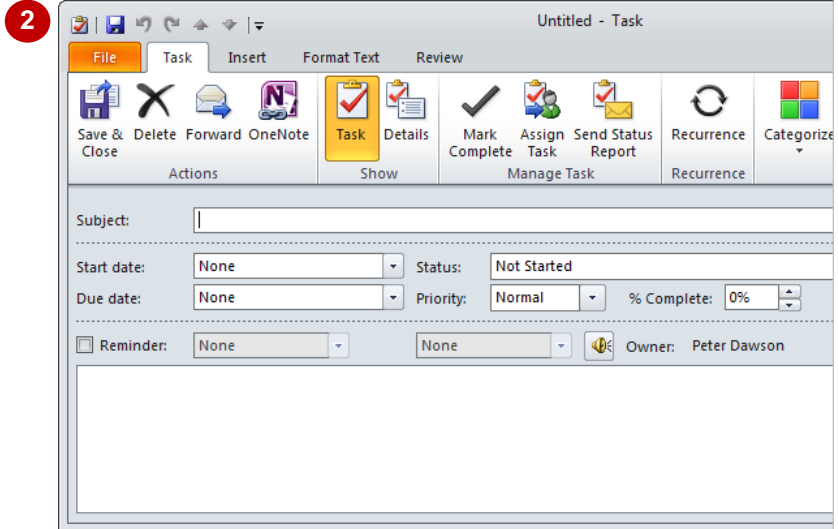 2
Untitled - Task
File Task Insert Format Text Review
Save & Close Delete Forward OneNote Task Details Mark Complete Assign Task Send Status Report Recurrence Categorize
Actions Show Manage Task Recurrence
Subject:
Start date: None Status: Not Started
Due date: None Priority: Normal % Complete: 0%
Reminder: None None Owner: Peter Dawson